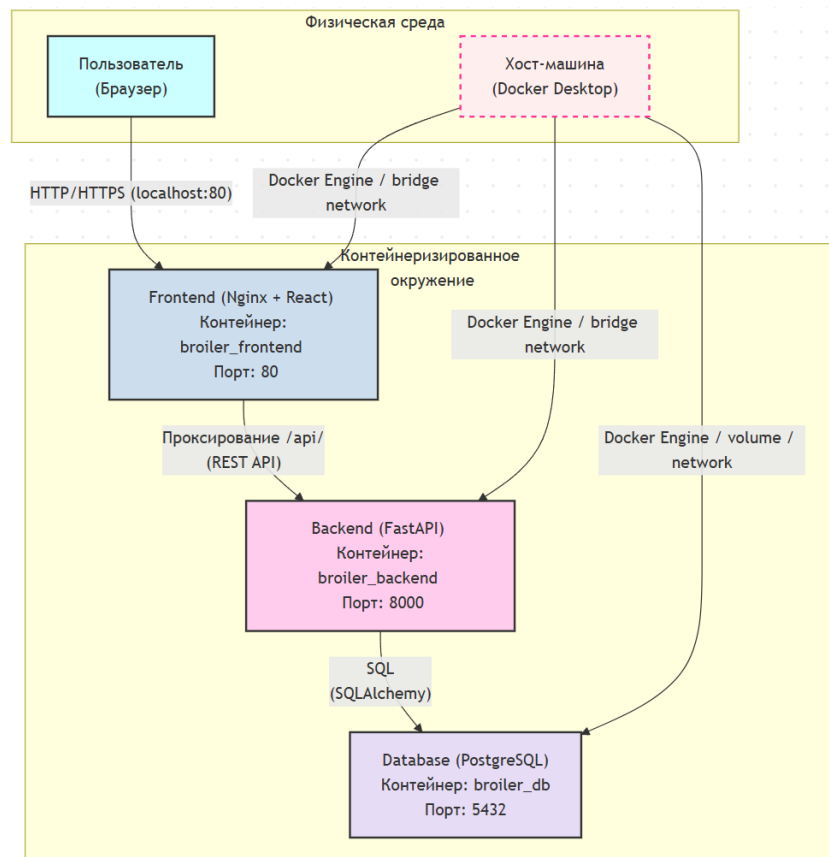 Физическая среда
Пользователь
(Браузер)
Хост-машина
(Docker Desktop)
HTTP/HTTPS (localhost:80)
Docker Engine / bridge
network
Контейнеризированное
окружение
Frontend (Nginx + React)
Контейнер:
broiler_frontend
Порт: 80
Docker Engine / bridge
network
Проксирование /api/
(REST API)
Docker Engine / volume /
network
Backend (FastAPI)
Контейнер:
broiler_backend
Порт: 8000
SQL
(SQLAlchemy)
Database (PostgreSQL)
Контейнер: broiler_db
Порт: 5432